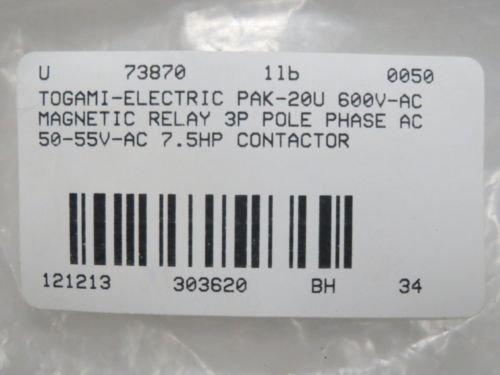 U 73870 1lb 0050
TOGAMI-ELECTRIC PAK-20U 600V-AC
MAGNETIC RELAY 3P POLE PHASE AC
50-55V-AC 7.5HP CONTACTOR
121213 303620 BH 34